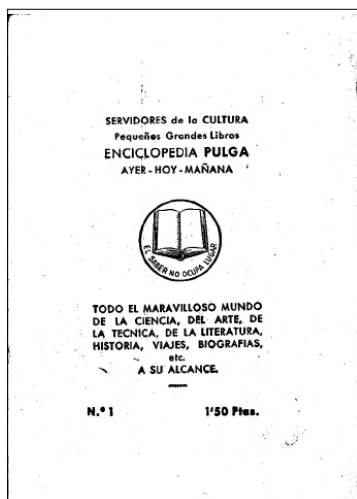 SERVIDORES de la CULTURA
Pequeños Grandes Libros
ENCICLOPEDIA PULGA
AYER - HOY - MAÑANA
EL SABER NO OCUPA LUGAR
TODO EL MARAVILLOSO MUNDO
DE LA CIENCIA, DEL ARTE, DE
LA TECNICA, DE LA LITERATURA,
HISTORIA, VIAJES, BIOGRAFIAS,
etc.
A SU ALCANCE.
N.º 1 1'50 Ptas.